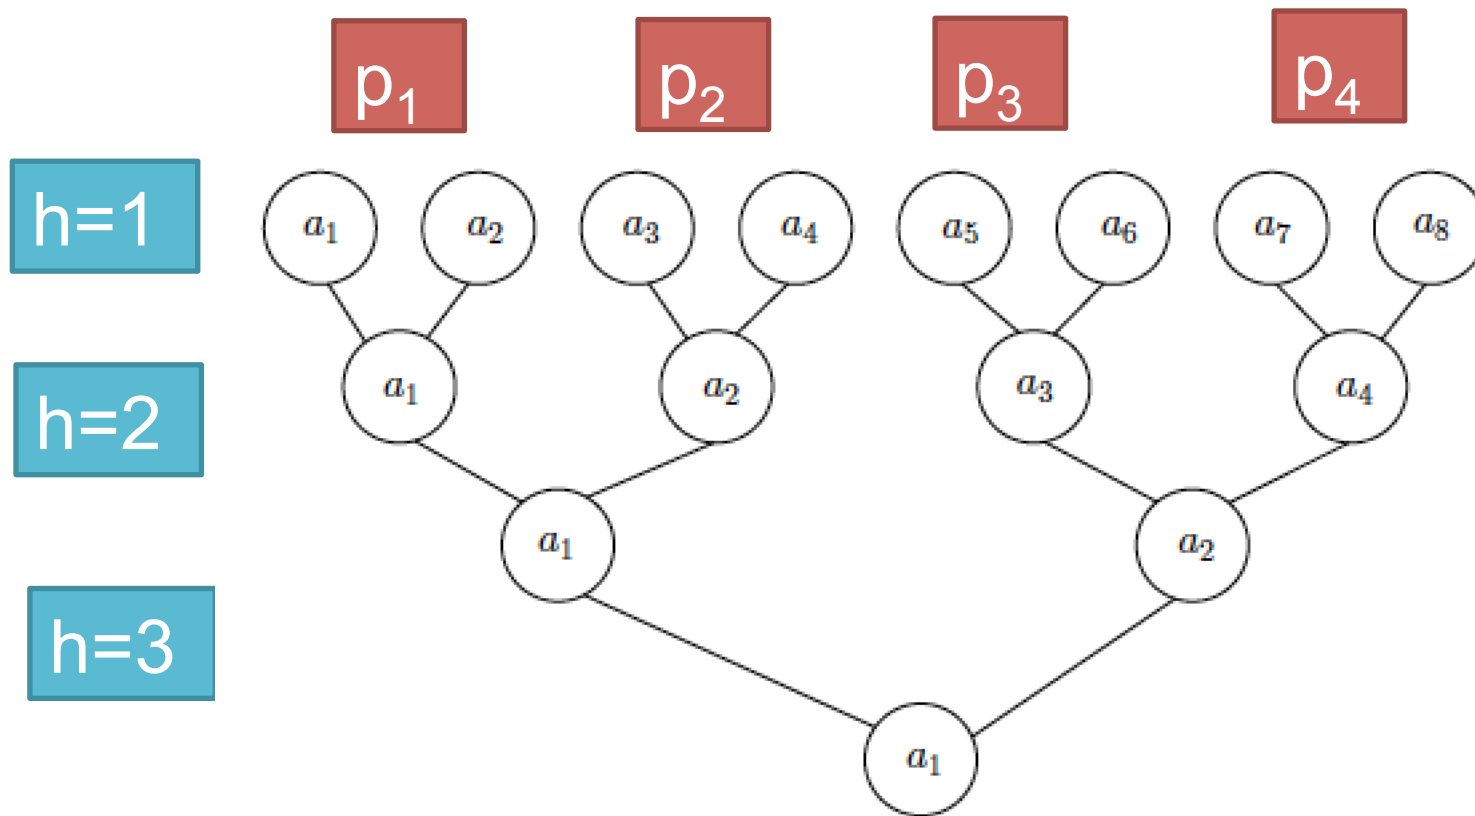 p₁ p₂ p₃ p₄
h=1 a₁ a₂ a₃ a₄ a₅ a₆ a₇ a₈
h=2 a₁ a₂ a₃ a₄
a₁ a₂
h=3
a₁